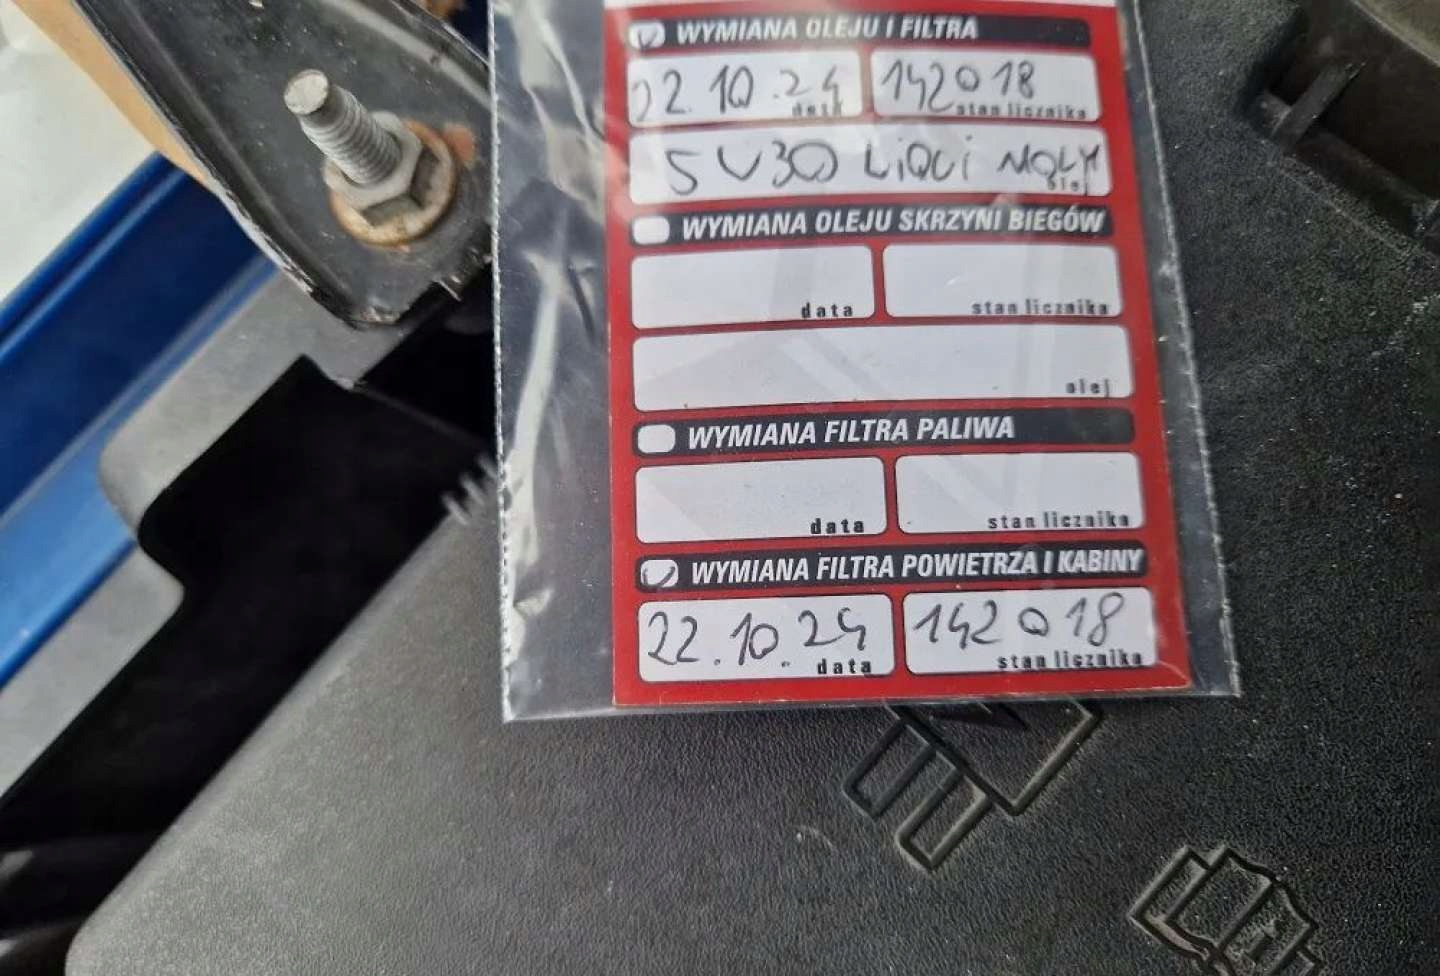 WYMIANA OLEJU I FILTRA
22.10.24 142018
data stan licznika
5W30 LiQUi MOLY
olej
WYMIANA OLEJU SKRZYNI BIEGÓW
data stan licznika
olej
WYMIANA FILTRA PALIWA
data stan licznika
WYMIANA FILTRA POWIETRZA I KABINY
22.10.24 142018
data stan licznika